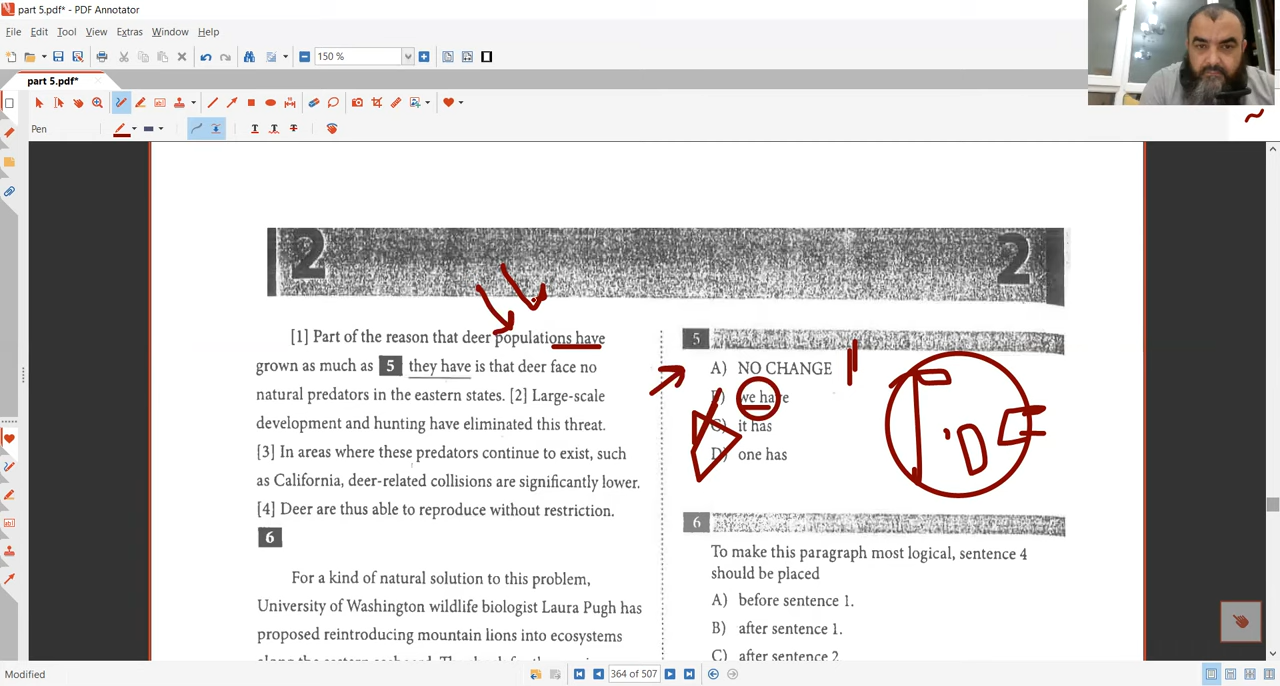 part 5.pdf* - PDF Annotator
File Edit View Tool Extras Window Help
150 %
part 5.pdf*
Pen
2
2
[1] Part of the reason that deer populations have
grown as much as 5 they have is that deer face no
natural predators in the eastern states. [2] Large-scale
development and hunting have eliminated this threat.
[3] In areas where these predators continue to exist, such
as California, deer-related collisions are significantly lower.
[4] Deer are thus able to reproduce without restriction.
6
For a kind of natural solution to this problem,
University of Washington wildlife biologist Laura Pugh has
proposed reintroducing mountain lions into ecosystems
5
A) NO CHANGE
B) we have
C) it has
D) one has
6
To make this paragraph most logical, sentence 4
should be placed
A) before sentence 1.
B) after sentence 1.
C) after sentence 2.
Modified
364 of 507